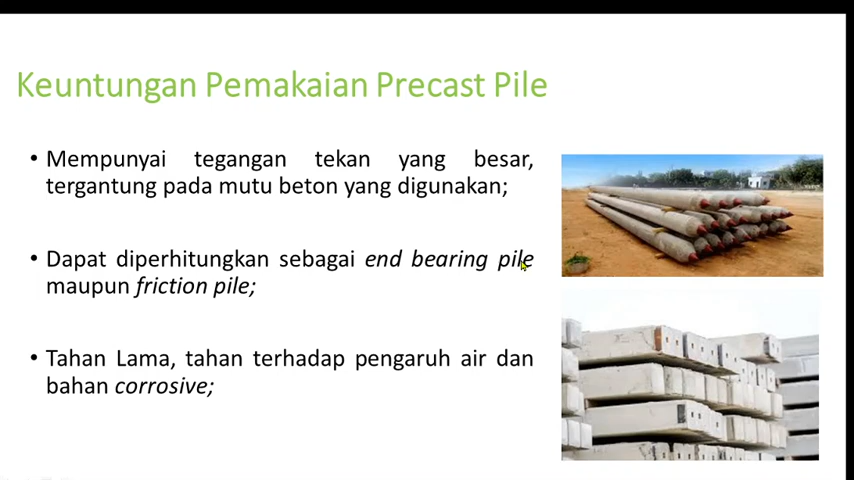 Keuntungan Pemakaian Precast Pile
• Mempunyai tegangan tekan yang besar,
tergantung pada mutu beton yang digunakan;
• Dapat diperhitungkan sebagai end bearing pile
maupun friction pile;
• Tahan Lama, tahan terhadap pengaruh air dan
bahan corrosive;